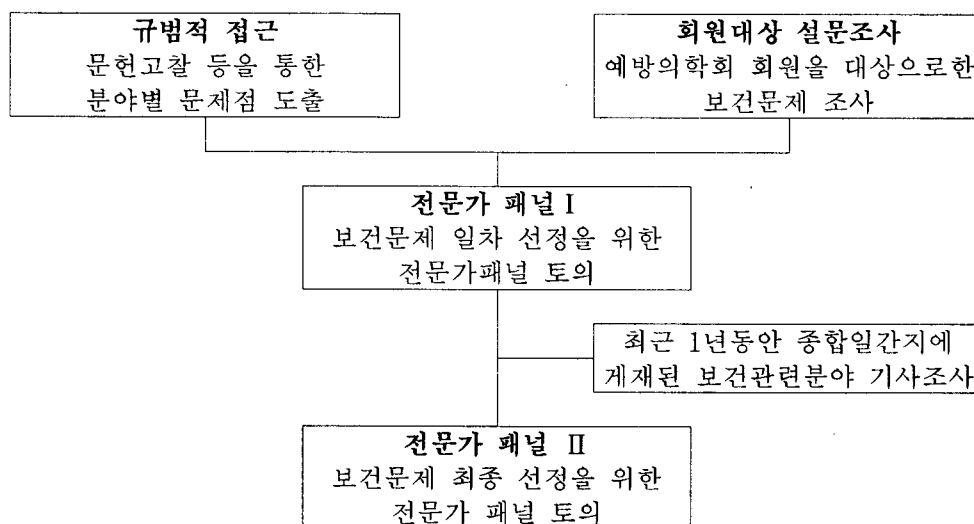 규범적 접근
문헌고찰 등을 통한
분야별 문제점 도출
회원대상 설문조사
예방의학회 회원을 대상으로한
보건문제 조사
전문가 패널Ⅰ
보건문제 일차 선정을 위한
전문가패널 토의
최근 1년동안 종합일간지에
게재된 보건관련분야 기사조사
전문가 패널 Ⅱ
보건문제 최종 선정을 위한
전문가 패널 토의